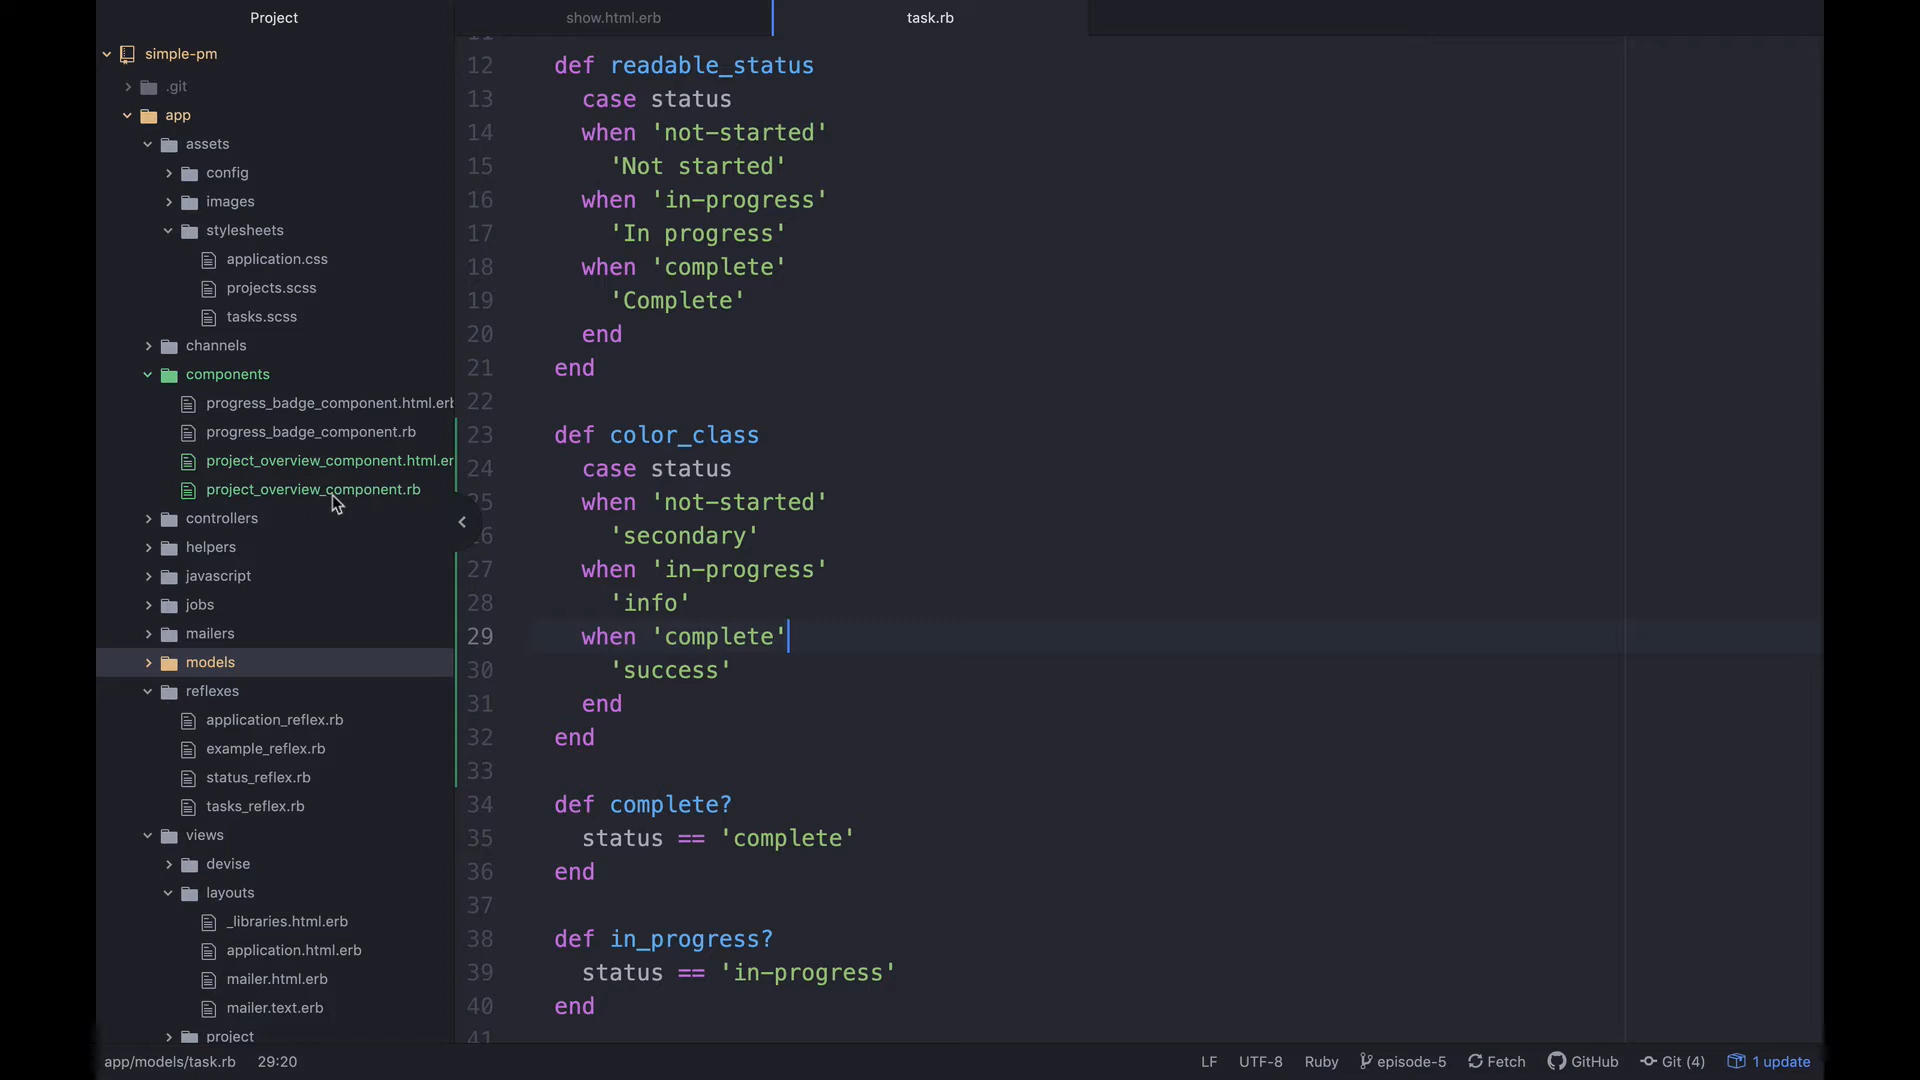 Project
show.html.erb
task.rb
simple-pm
.git
app
assets
config
images
stylesheets
application.css
projects.scss
tasks.scss
channels
components
progress_badge_component.html.erb
progress_badge_component.rb
project_overview_component.html.er
project_overview_component.rb
controllers
helpers
javascript
jobs
mailers
models
reflexes
application_reflex.rb
example_reflex.rb
status_reflex.rb
tasks_reflex.rb
views
devise
layouts
_libraries.html.erb
application.html.erb
mailer.html.erb
mailer.text.erb
project
11
12 def readable_status
13 case status
14 when 'not-started'
15 'Not started'
16 when 'in-progress'
17 'In progress'
18 when 'complete'
19 'Complete'
20 end
21 end
22
23 def color_class
24 case status
25 when 'not-started'
26 'secondary'
27 when 'in-progress'
28 'info'
29 when 'complete'
30 'success'
31 end
32 end
33
34 def complete?
35 status == 'complete'
36 end
37
38 def in_progress?
39 status == 'in-progress'
40 end
41
app/models/task.rb 29:20 LF UTF-8 Ruby episode-5 Fetch GitHub Git (4) 1 update